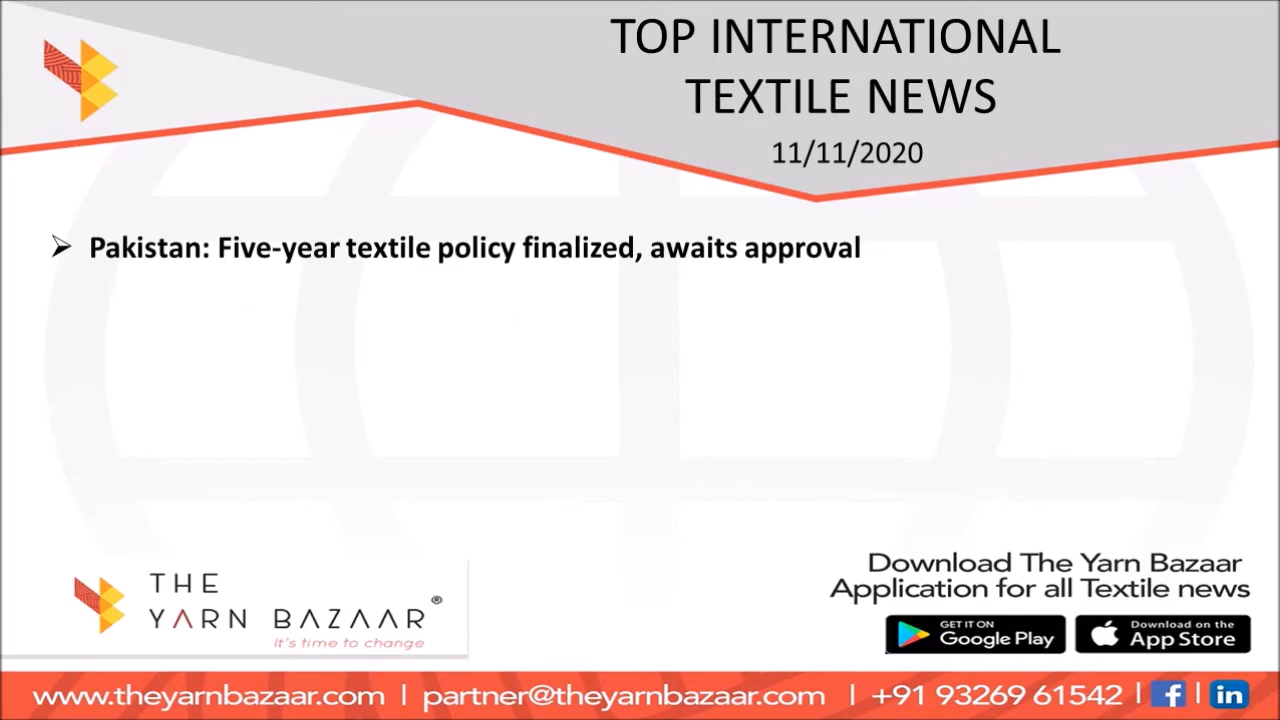 TOP INTERNATIONAL
TEXTILE NEWS
11/11/2020
➢ Pakistan: Five-year textile policy finalized, awaits approval
THE
YARN BAZAAR®
It's time to change
Download The Yarn Bazaar
Application for all Textile news
GET IT ON
Google Play
Download on the
App Store
www.theyarnbazaar.com | partner@theyarnbazaar.com | +91 93269 61542 | f | in